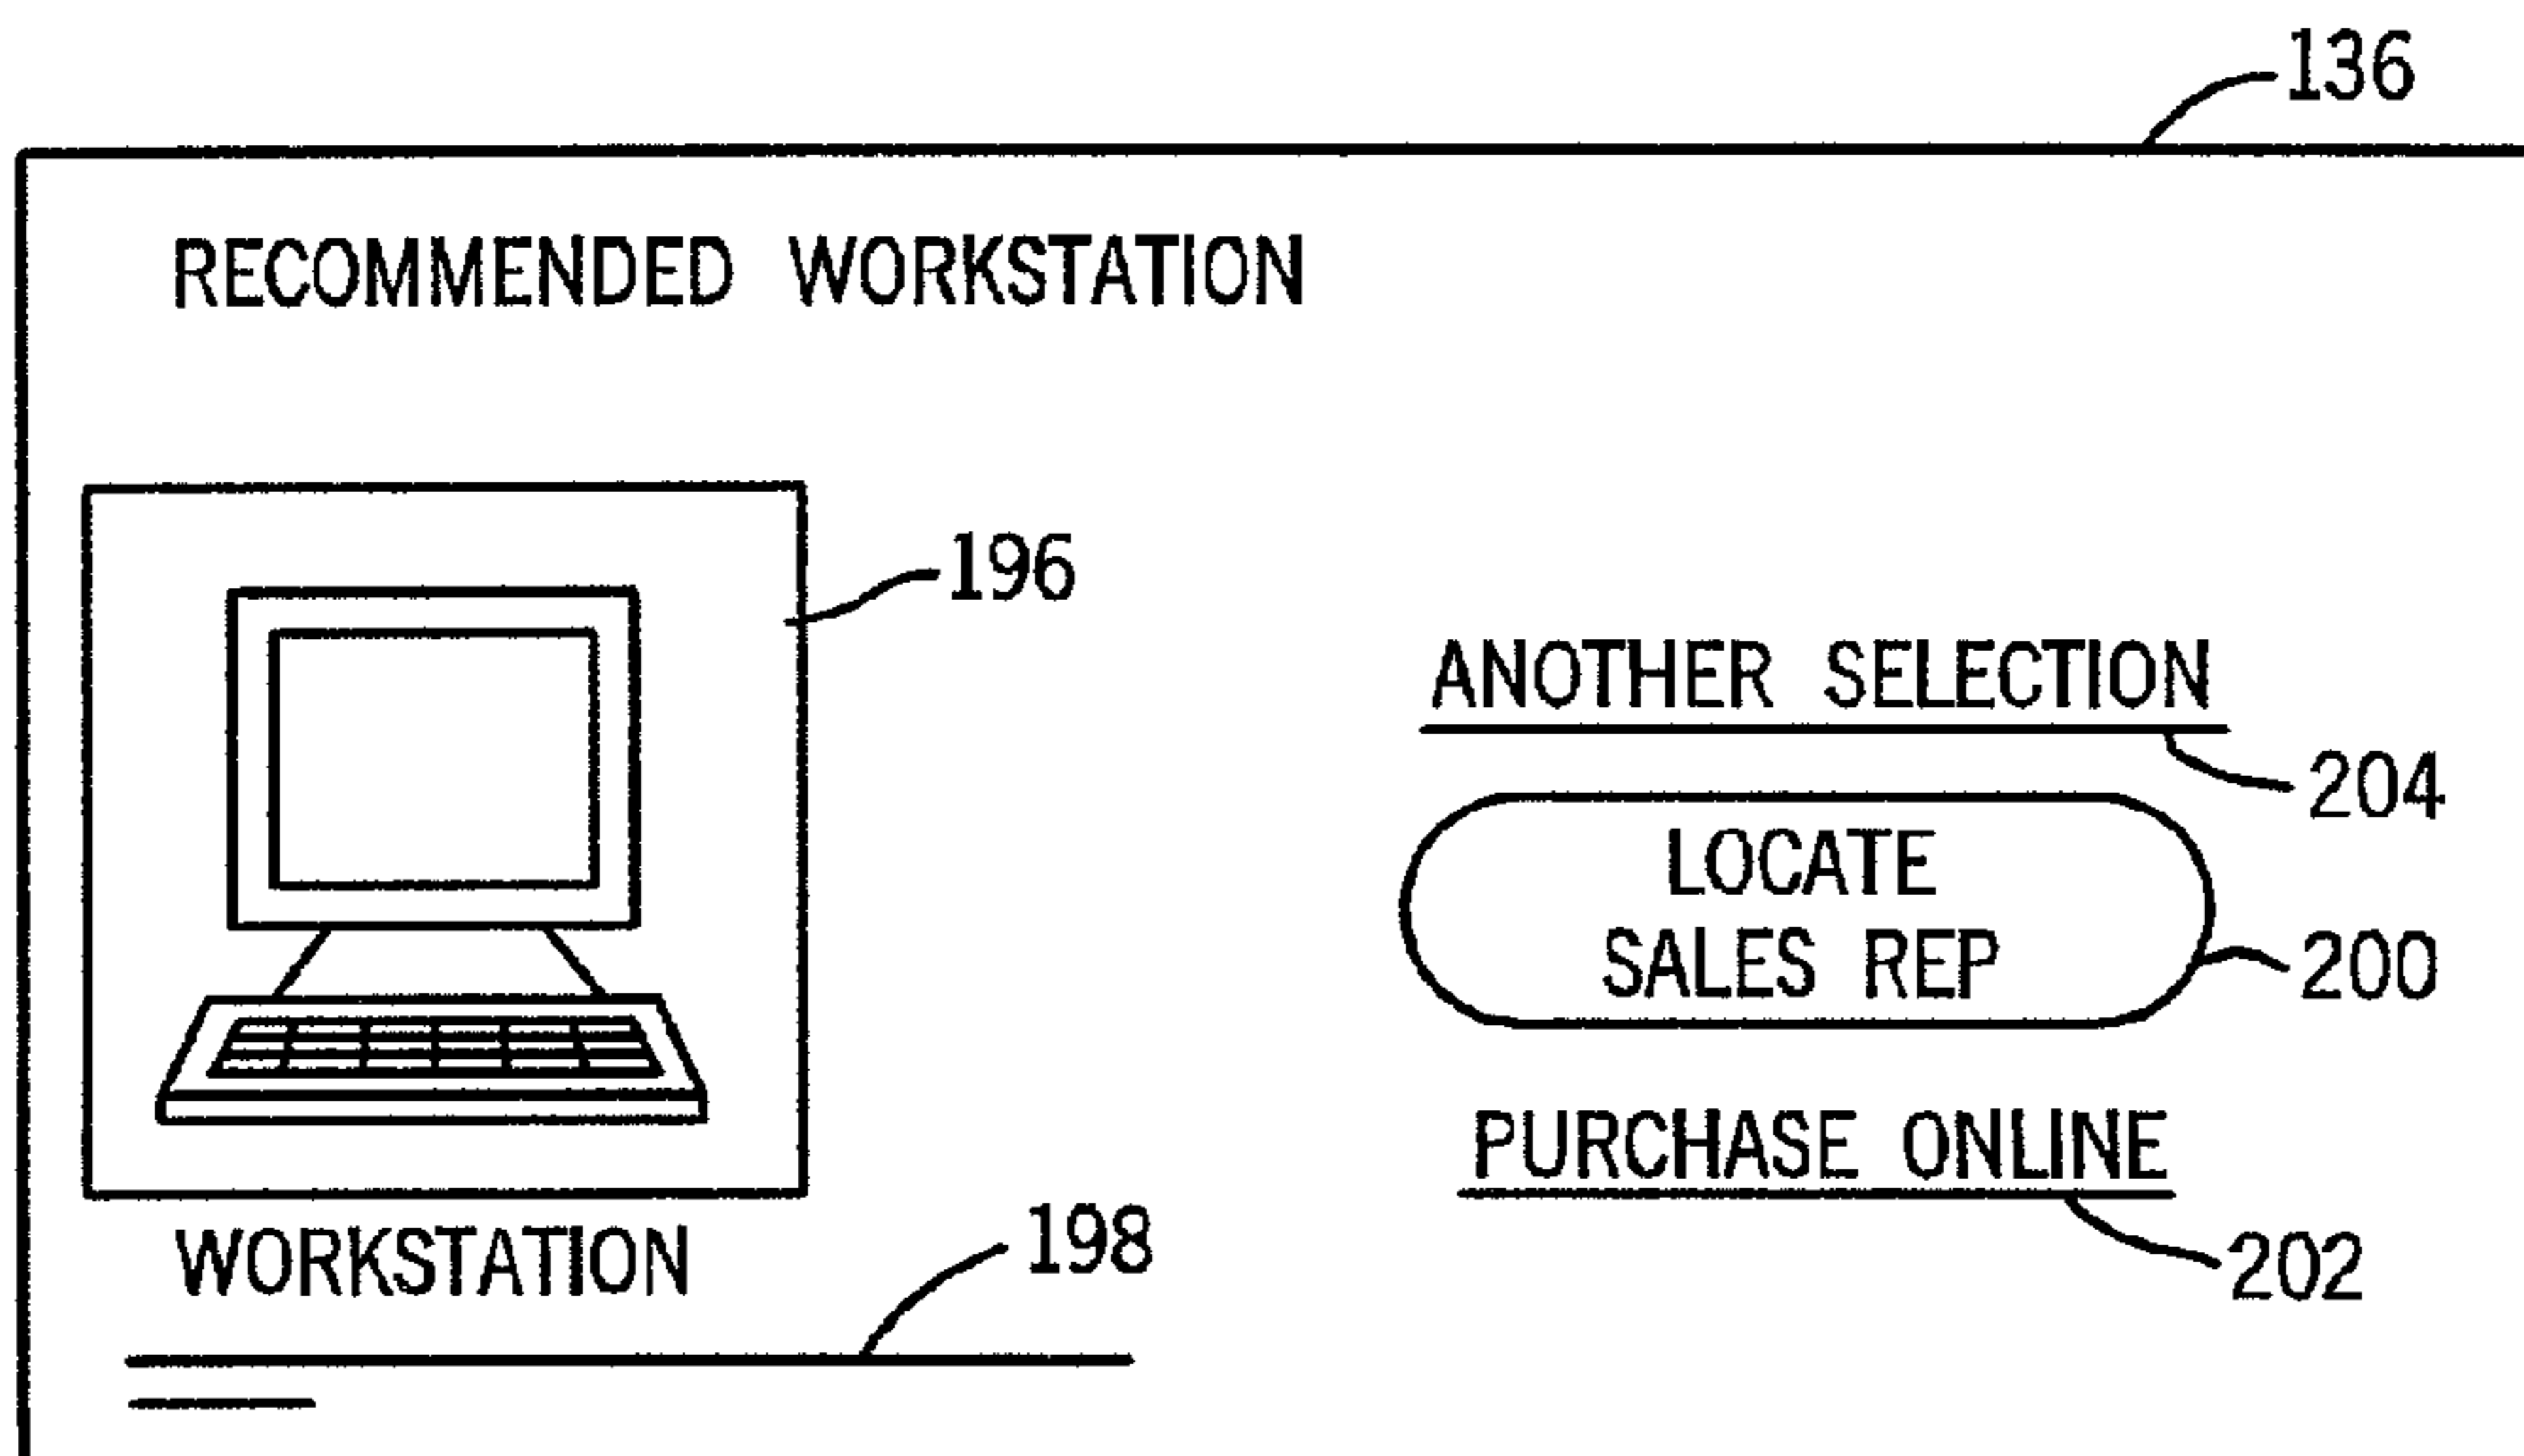 136
RECOMMENDED WORKSTATION
196
ANOTHER SELECTION
204
LOCATE
SALES REP
200
PURCHASE ONLINE
202
WORKSTATION
198